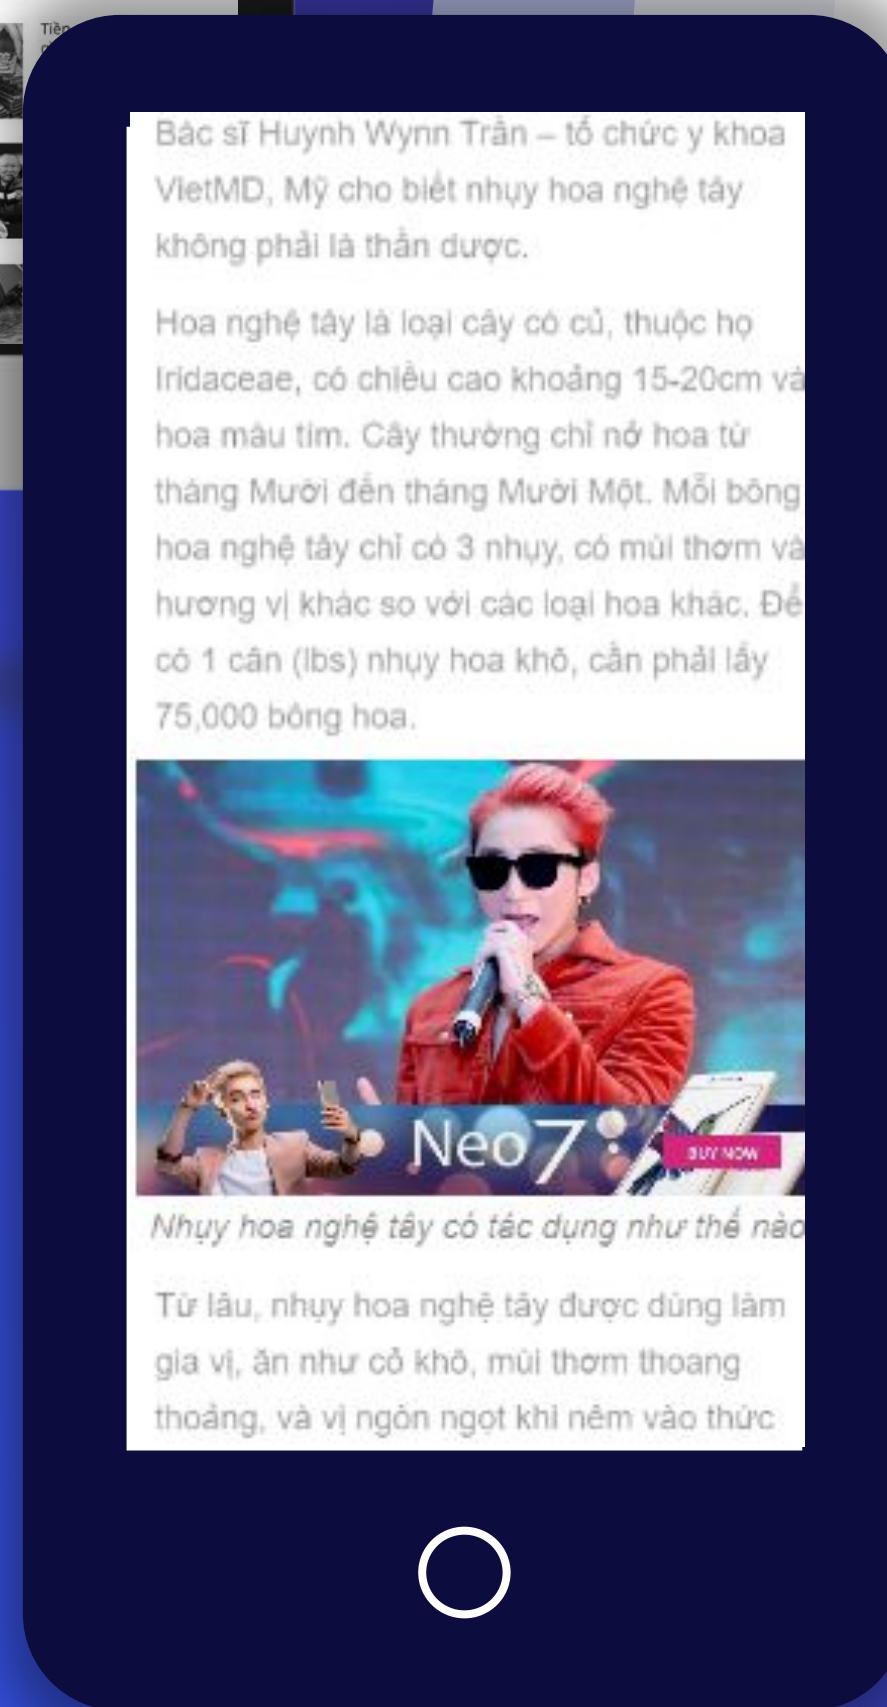 Tiền
Bác sĩ Huynh Wynn Trần – tổ chức y khoa
VietMD, Mỹ cho biết nhụy hoa nghệ tây
không phải là thần dược.
Hoa nghệ tây là loại cây có củ, thuộc họ
Iridaceae, có chiều cao khoảng 15-20cm và
hoa màu tím. Cây thường chỉ nở hoa từ
tháng Mười đến tháng Mười Một. Mỗi bông
hoa nghệ tây chỉ có 3 nhụy, có mùi thơm và
hương vị khác so với các loại hoa khác. Để
có 1 cân (lbs) nhụy hoa khô, cần phải lấy
75,000 bông hoa.
Neo7
BUY NOW
Nhụy hoa nghệ tây có tác dụng như thế nào
Từ lâu, nhụy hoa nghệ tây được dùng làm
gia vị, ăn như cỏ khô, mùi thơm thoang
thoảng, và vị ngòn ngọt khi nêm vào thức